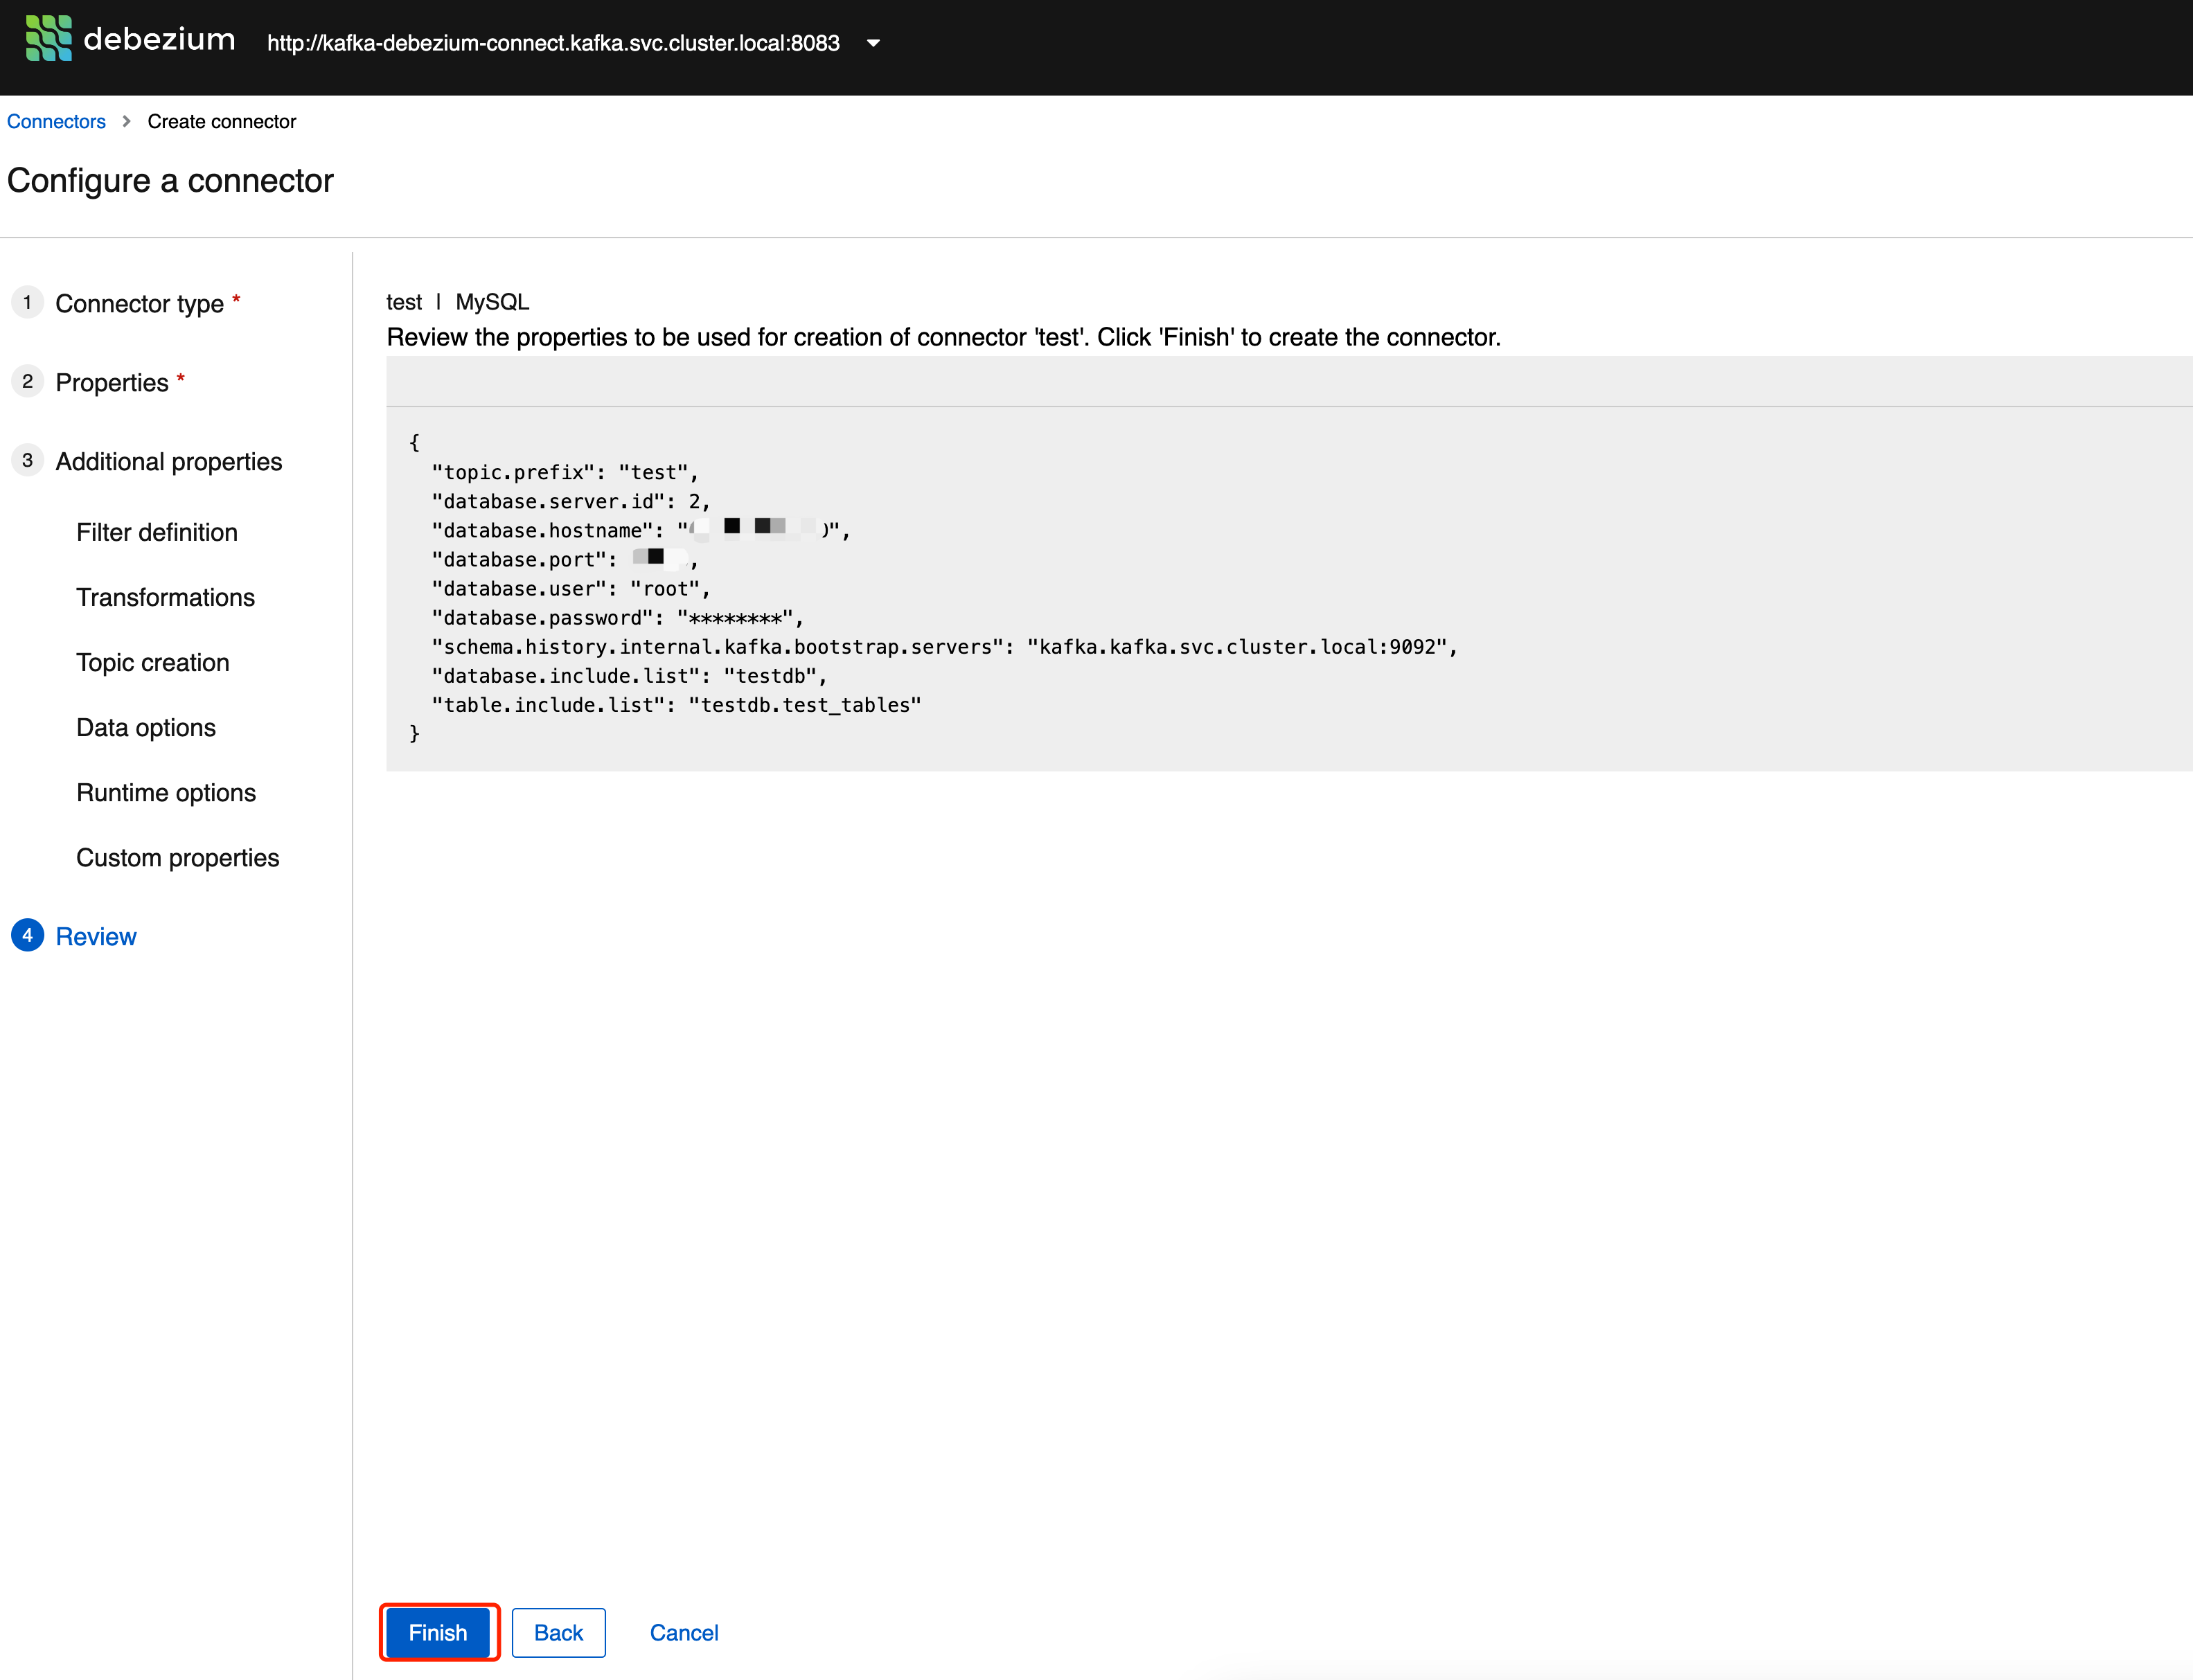 debezium http://kafka-debezium-connect.kafka.svc.cluster.local:8083
Connectors > Create connector
Configure a connector
1 Connector type *
2 Properties *
3 Additional properties
Filter definition
Transformations
Topic creation
Data options
Runtime options
Custom properties
4 Review
test | MySQL
Review the properties to be used for creation of connector 'test'. Click 'Finish' to create the connector.
{
"topic.prefix": "test",
"database.server.id": 2,
"database.hostname": "",
"database.port": ,
"database.user": "root",
"database.password": "********",
"schema.history.internal.kafka.bootstrap.servers": "kafka.kafka.svc.cluster.local:9092",
"database.include.list": "testdb",
"table.include.list": "testdb.test_tables"
}
Finish Back Cancel